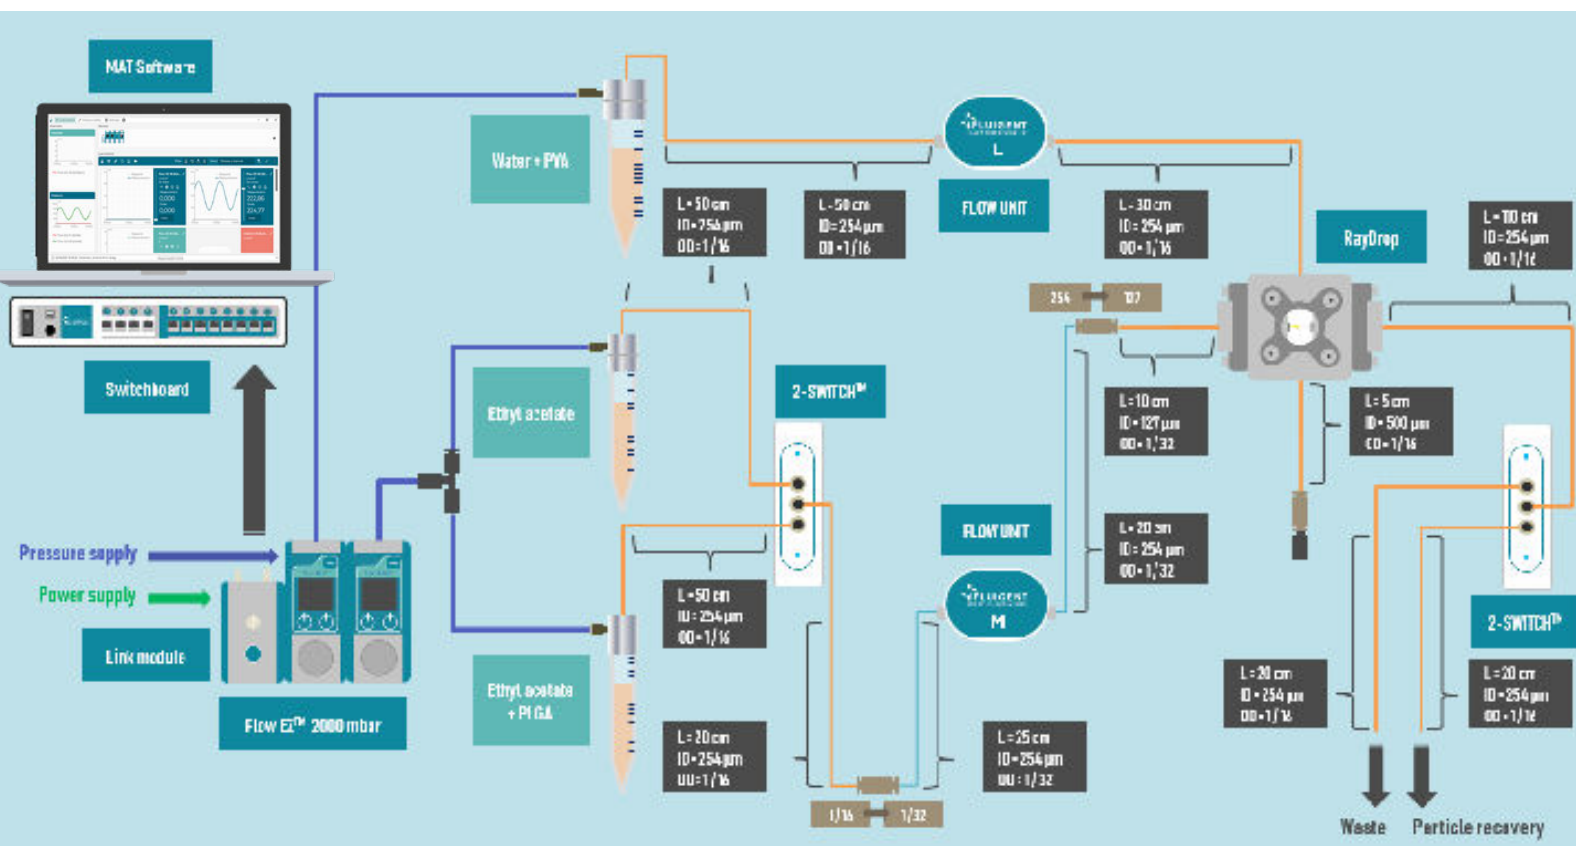 MAT Software
Switchboard
Pressure supply
Power supply
Link module
Flow EZ™ 2000 mbar
Water + PVA
Ethyl acetate
Ethyl acetate
+ PLGA
L = 50 cm
ID = 254 µm
OD = 1/16
L = 50 cm
ID = 254 µm
OD = 1/16
FLUIGENT
L
FLOW UNIT
L = 30 cm
ID = 254 µm
OD = 1/16
RayDrop
L = 110 cm
ID = 254 µm
OD = 1/16
254
127
2-SWITCH™
L = 10 cm
ID = 127 µm
OD = 1/32
L = 5 cm
ID = 500 µm
OD = 1/16
FLOW UNIT
L = 20 cm
ID = 254 µm
OD = 1/32
FLUIGENT
M
L = 50 cm
ID = 254 µm
OD = 1/16
2-SWITCH™
L = 20 cm
ID = 254 µm
OD = 1/16
L = 20 cm
ID = 254 µm
OD = 1/16
L = 20 cm
ID = 254 µm
OD = 1/16
L = 25 cm
ID = 254 µm
OD = 1/32
1/16
1/32
Waste
Particle recovery